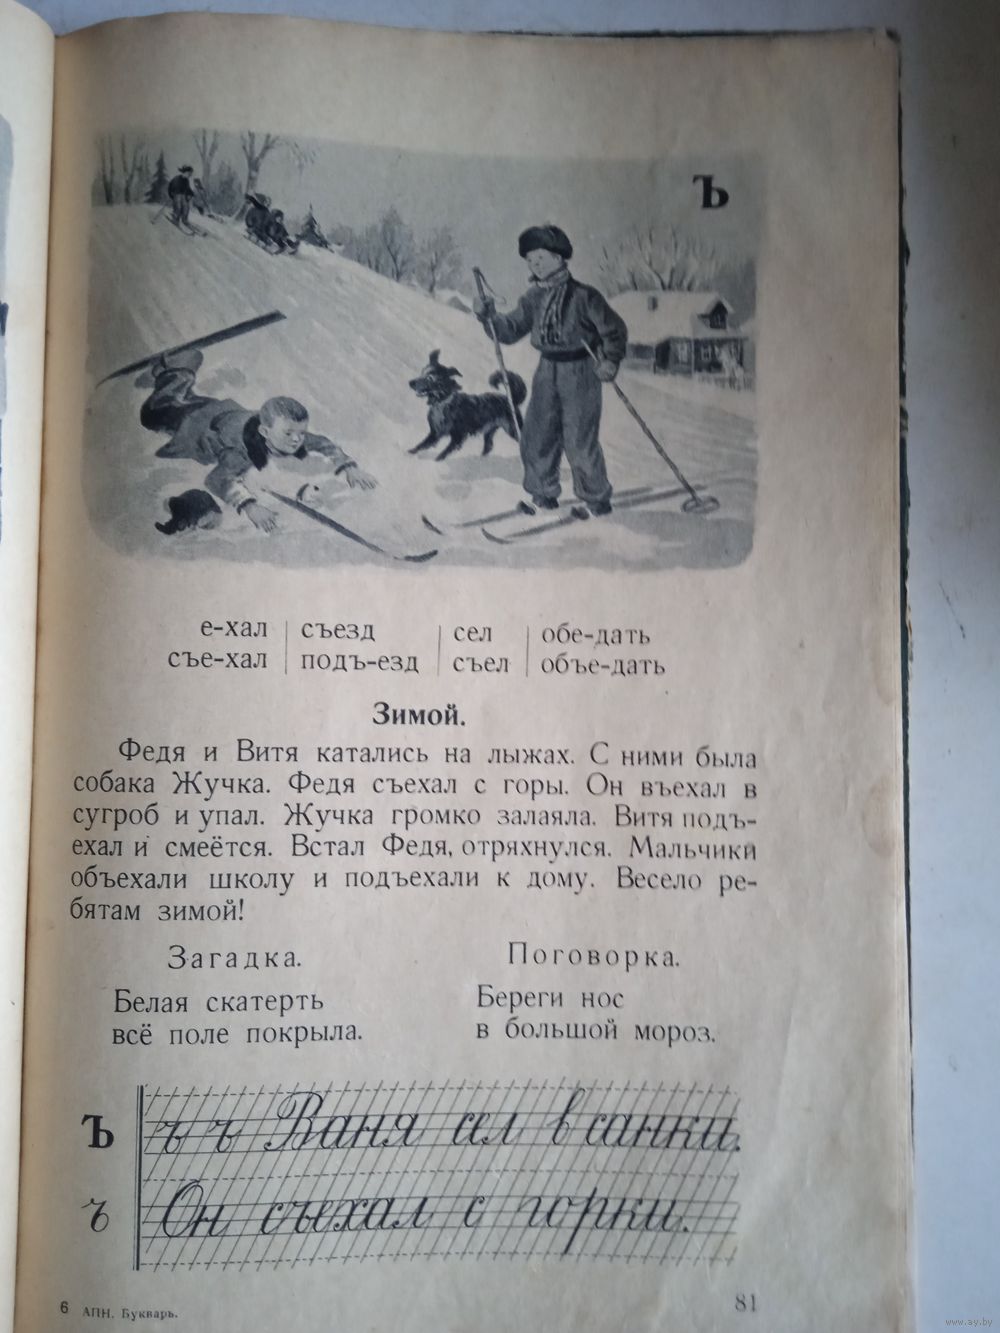 Ъ
е-хал | съезд | сел | обе-дать
съе-хал | подъ-езд | съел | объе-дать
Зимой.
Федя и Витя катались на лыжах. С ними была
собака Жучка. Федя съехал с горы. Он въехал в
сугроб и упал. Жучка громко залаяла. Витя подъ-
ехал и смеётся. Встал Федя, отряхнулся. Мальчики
объехали школу и подъехали к дому. Весело ре-
бятам зимой!
Загадка.
Белая скатерть
всё поле покрыла.
Поговорка.
Береги нос
в большой мороз.
Ъ ъ ъ Ваня сел в санки.
ъ Он съехал с горки.
6 АПН. Букварь.
81
www.ay.by